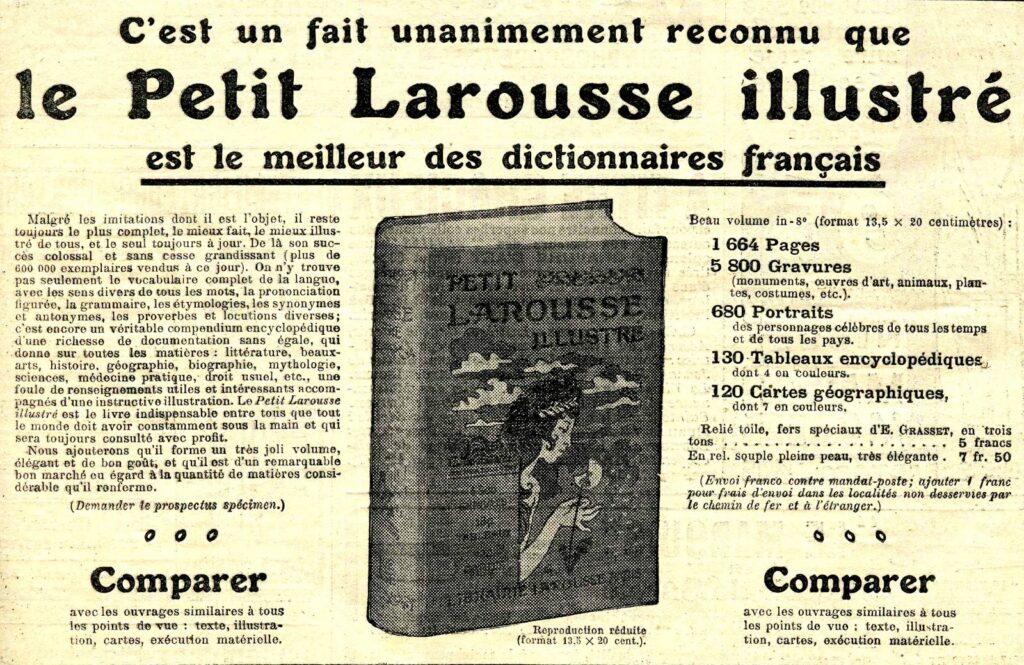 C'est un fait unanimement reconnu que
le Petit Larousse illustré
est le meilleur des dictionnaires français
Malgré les imitations dont il est l'objet, il reste
toujours le plus complet, le mieux fait, le mieux illus-
tré de tous, et le seul toujours à jour. De là son suc-
cès colossal et sans cesse grandissant (plus de
600 000 exemplaires vendus à ce jour). On n'y trouve
pas seulement le vocabulaire complet de la langue,
avec les sens divers de tous les mots, la prononciation
figurée, la grammaire, les étymologies, les synonymes
et antonymes, les proverbes et locutions diverses;
c'est encore un véritable compendium encyclopédique
d'une richesse de documentation sans égale, qui
donne sur toutes les matières : littérature, beaux-
arts, histoire, géographie, biographie, mythologie,
sciences, médecine pratique, droit usuel, etc., une
foule de renseignements utiles et intéressants accom-
pagnés d'une instructive illustration. Le Petit Larousse
illustré est le livre indispensable entre tous que tout
le monde doit avoir constamment sous la main et qui
sera toujours consulté avec profit.
Nous ajouterons qu'il forme un très joli volume,
élégant et de bon goût, et qu'il est d'un remarquable
bon marché eu égard à la quantité de matières consi-
dérable qu'il renferme.
(Demander le prospectus spécimen.)
Comparer
avec les ouvrages similaires à tous
les points de vue : texte, illustra-
tion, cartes, exécution matérielle.
PETIT
LAROUSSE
ILLUSTRÉ
LIBRAIRIE LAROUSSE PARIS
Reproduction réduite
(format 13,5 × 20 cent.).
Beau volume in-8° (format 13,5 × 20 centimètres) :
1 664 Pages
5 800 Gravures
(monuments, œuvres d'art, animaux, plan-
tes, costumes, etc.).
680 Portraits
des personnages célèbres de tous les temps
et de tous les pays.
130 Tableaux encyclopédiques
dont 4 en couleurs.
120 Cartes géographiques,
dont 7 en couleurs.
Relié toile, fers spéciaux d'E. GRASSET, en trois
tons . . . . . . . . . . . . . . . . . . . . 5 francs
En rel. souple pleine peau, très élégante . 7 fr. 50
(Envoi franco contre mandat-poste; ajouter 1 franc
pour frais d'envoi dans les localités non desservies par
le chemin de fer et à l'étranger.)
Comparer
avec les ouvrages similaires à tous
les points de vue : texte, illustra-
tion, cartes, exécution matérielle.